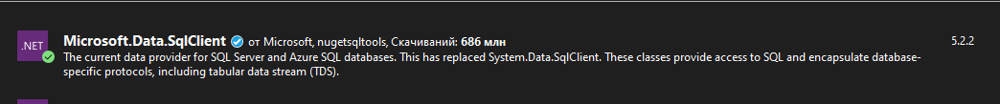 .NET
Microsoft.Data.SqlClient от Microsoft, nugetsqltools, Скачиваний: 686 млн 5.2.2
The current data provider for SQL Server and Azure SQL databases. This has replaced System.Data.SqlClient. These classes provide access to SQL and encapsulate database-
specific protocols, including tabular data stream (TDS).